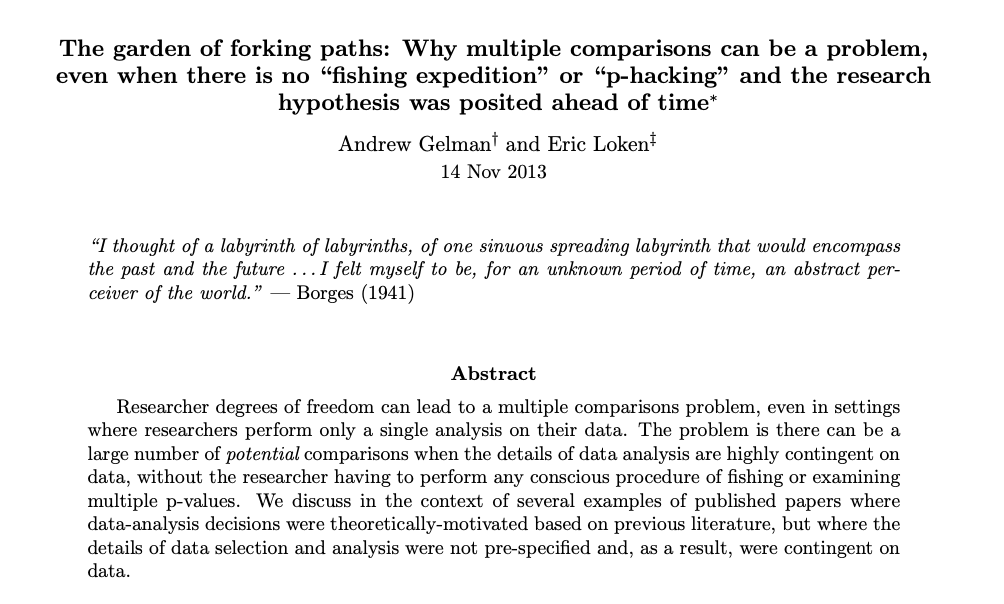 The garden of forking paths: Why multiple comparisons can be a problem,
even when there is no “fishing expedition” or “p-hacking” and the research
hypothesis was posited ahead of time*
Andrew Gelman† and Eric Loken‡
14 Nov 2013
“I thought of a labyrinth of labyrinths, of one sinuous spreading labyrinth that would encompass
the past and the future . . . I felt myself to be, for an unknown period of time, an abstract per-
ceiver of the world.” — Borges (1941)
Abstract
Researcher degrees of freedom can lead to a multiple comparisons problem, even in settings
where researchers perform only a single analysis on their data. The problem is there can be a
large number of potential comparisons when the details of data analysis are highly contingent on
data, without the researcher having to perform any conscious procedure of fishing or examining
multiple p-values. We discuss in the context of several examples of published papers where
data-analysis decisions were theoretically-motivated based on previous literature, but where the
details of data selection and analysis were not pre-specified and, as a result, were contingent on
data.